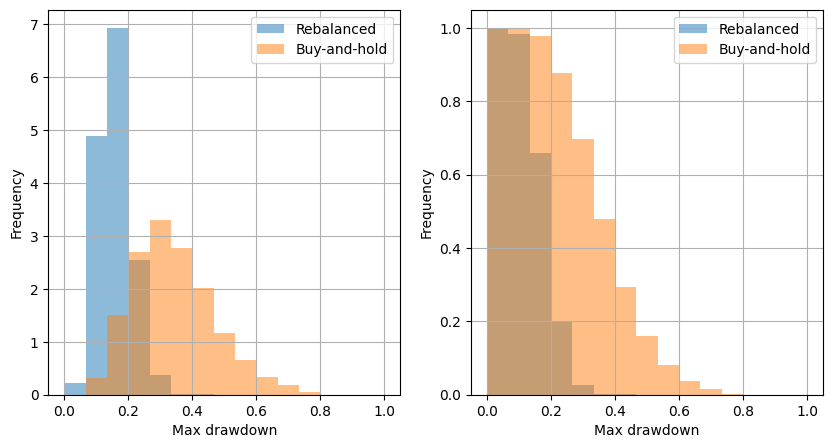 Rebalanced
Buy-and-hold
Frequency
7
6
5
4
3
2
1
0
0.0 0.2 0.4 0.6 0.8 1.0
Max drawdown
Rebalanced
Buy-and-hold
Frequency
1.0
0.8
0.6
0.4
0.2
0.0
0.0 0.2 0.4 0.6 0.8 1.0
Max drawdown